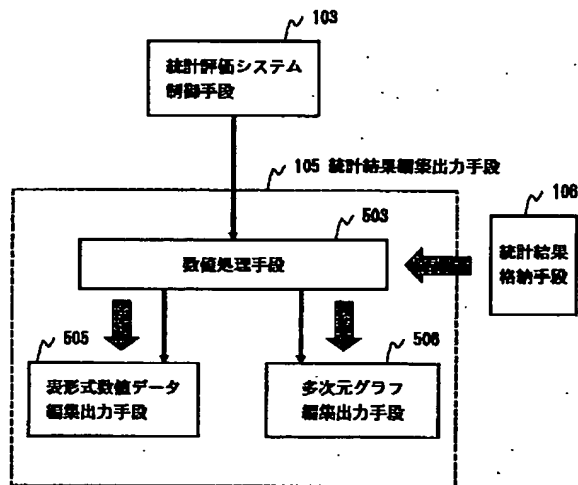 103
統計評価システム
制御手段
105 統計結果編集出力手段
106
503
統計結果
格納手段
数値処理手段
505
506
表形式数値データ
編集出力手段
多次元グラフ
編集出力手段